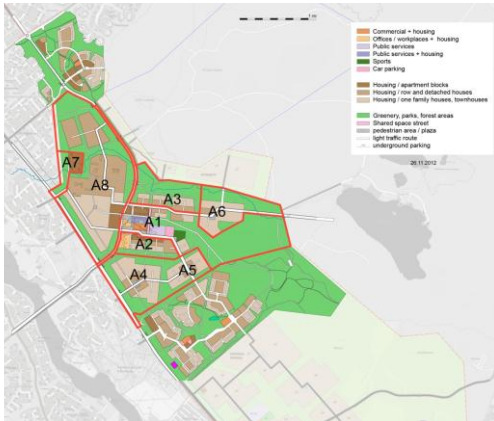 1 km
Commercial + housing
Offices / workplaces + housing
Public services
Public services + housing
Sports
Car parking
Housing / apartment blocks
Housing / row and detached houses
Housing / one family houses, townhouses
Greenery, parks, forest areas
Shared space street
pedestrian area / plaza
light traffic route
underground parking
26.11.2012
A7
A8
A3
A6
A1
A2
A4
A5